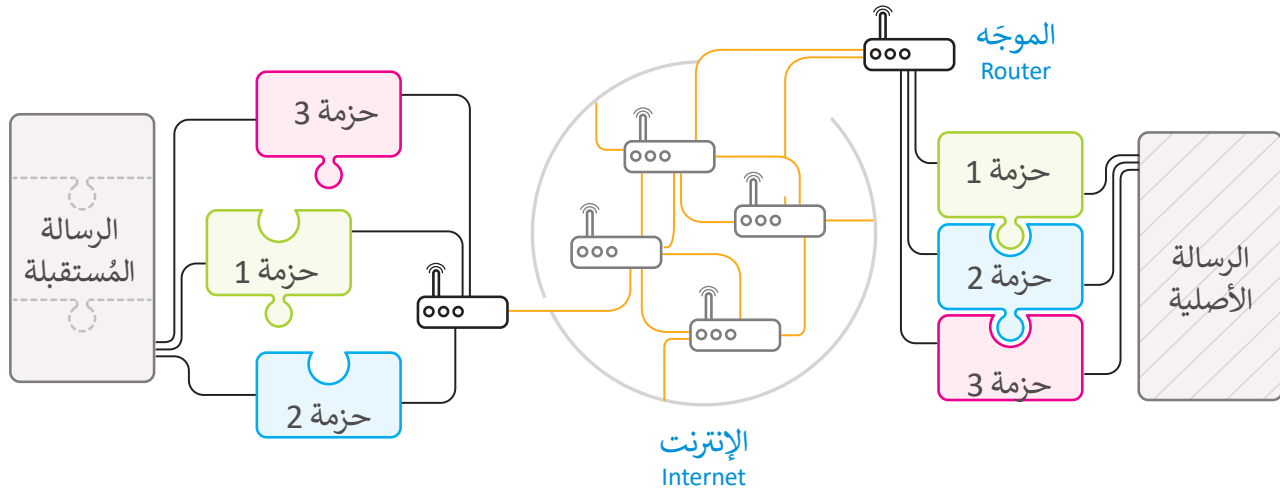 الموجَه
Router
الرسالة
الأصلية
حزمة 1
حزمة 2
حزمة 3
الإنترنت
Internet
حزمة 3
حزمة 1
حزمة 2
الرسالة
المُستقبلة